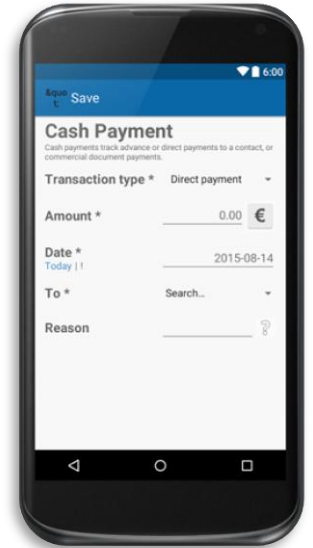 6:00
&quo
t; Save
Cash Payment
Cash payments track advance or direct payments to a contact, or
commercial document payments.
Transaction type * Direct payment
Amount * 0.00 €
Date * 2015-08-14
Today | !
To * Search…
Reason ?